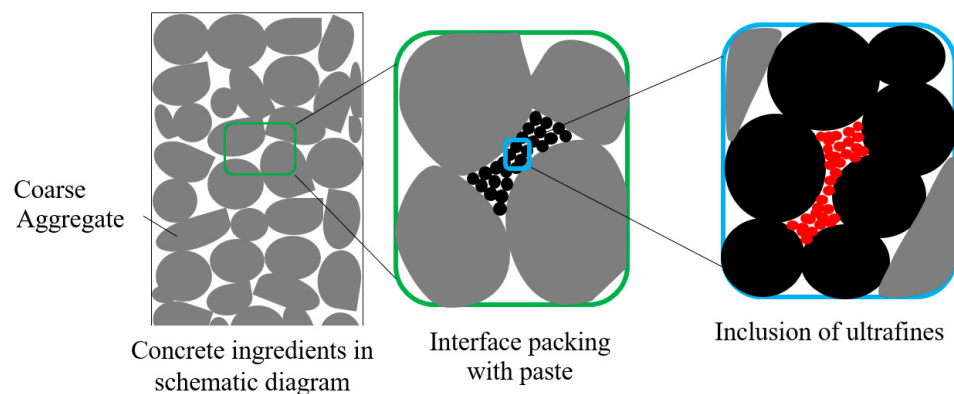 Coarse
Aggregate
Concrete ingredients in
schematic diagram
Interface packing
with paste
Inclusion of ultrafines